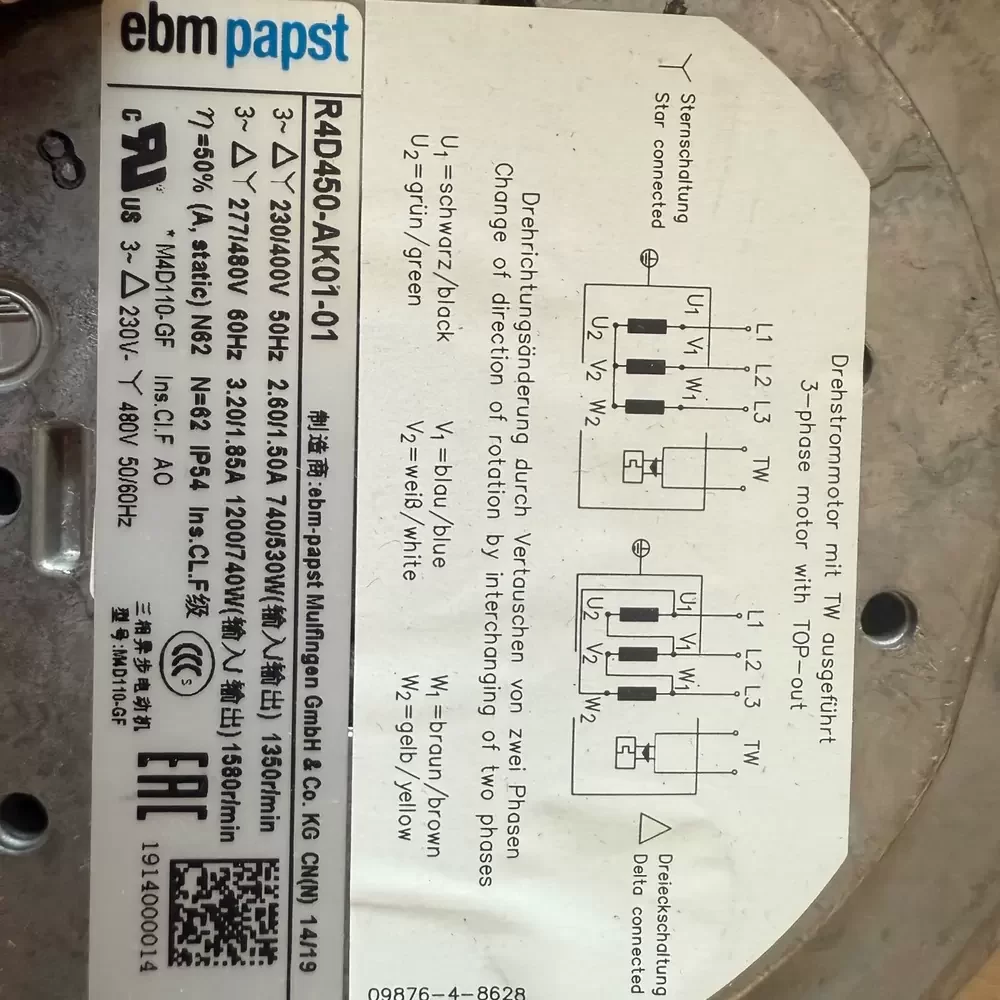 ebmpapst
R4D450-AK01-01
制造商:ebm-papst Mulfingen GmbH & Co. KG CN(N) 14/19
3~ △Y 230/400V 50Hz 2.60/1.50A 740/530W(输入/输出) 1350r/min
3~ △Y 277/480V 60Hz 3.20/1.85A 1200/740W(输入/输出) 1580r/min
η=50% (A, static) N62 N=62 IP54 Ins.CL.F级
* M4D110-GF Ins.Cl.F AO
c RU US 3~ △ 230V- Y 480V 50/60Hz
CCC S
三相异步电动机
型号:M4D110-GF
EAC
1914000014
Drehstrommotor mit TW ausgeführt
3-phase motor with TOP-out
L1 L2 L3 TW
U1 V1 W1
U2 V2 W2
Y Sternschaltung
Star connected
L1 L2 L3 TW
U1 V1 W1
U2 V2 W2
△ Dreieckschaltung
Delta connected
Drehrichtungsänderung durch Vertauschen von zwei Phasen
Change of direction of rotation by interchanging of two phases
U1=schwarz/black V1=blau/blue W1=braun/brown
U2=grün/green V2=weiß/white W2=gelb/yellow
09876-4-8628